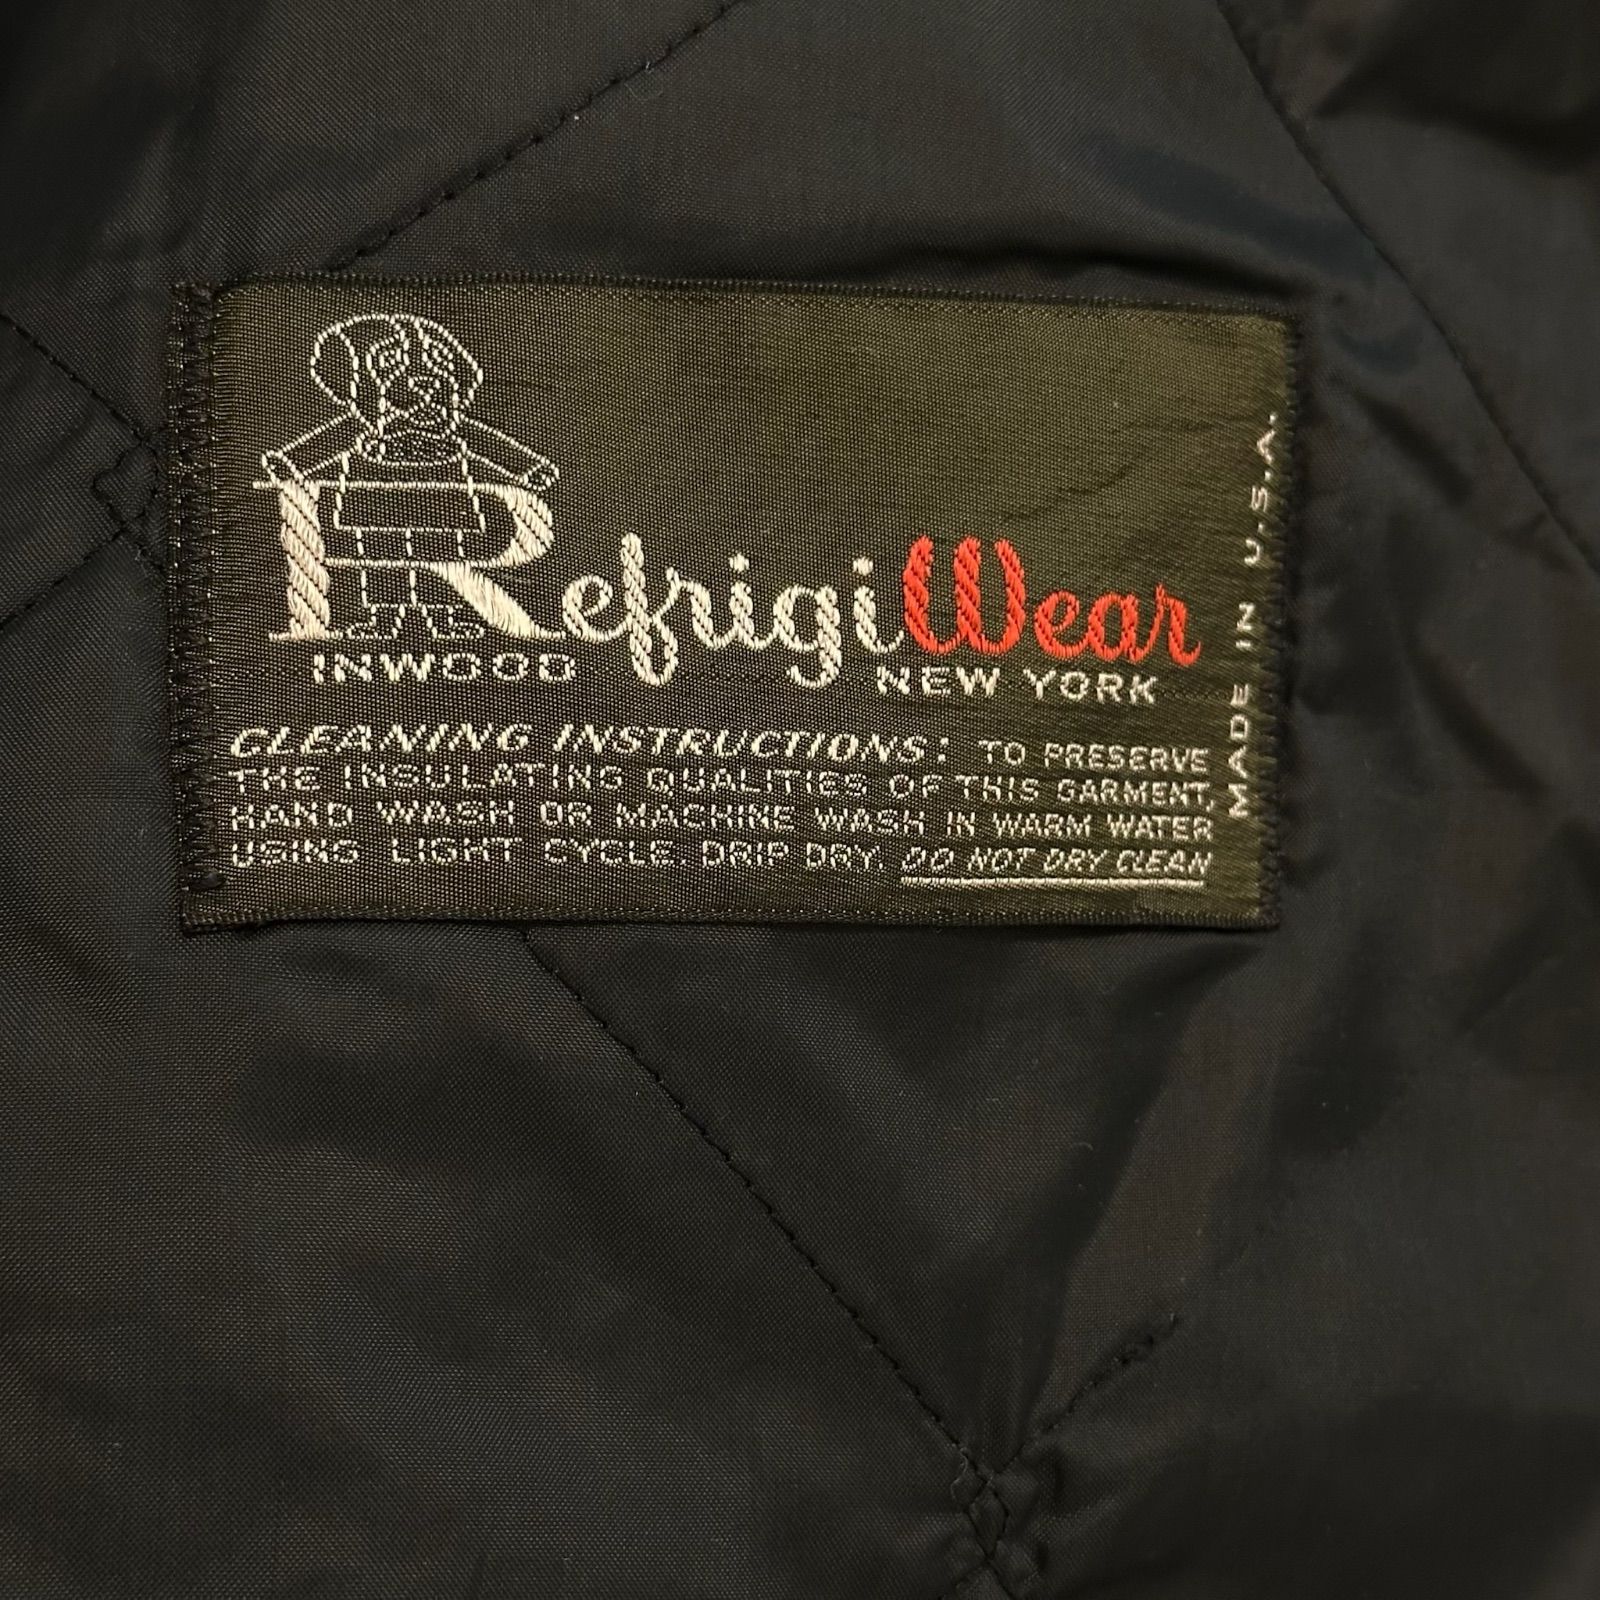 RefrigiWear
INWOOD NEW YORK
CLEANING INSTRUCTIONS: TO PRESERVE
THE INSULATING QUALITIES OF THIS GARMENT,
HAND WASH OR MACHINE WASH IN WARM WATER
USING LIGHT CYCLE. DRIP DRY. DO NOT DRY CLEAN
MADE IN U.S.A.